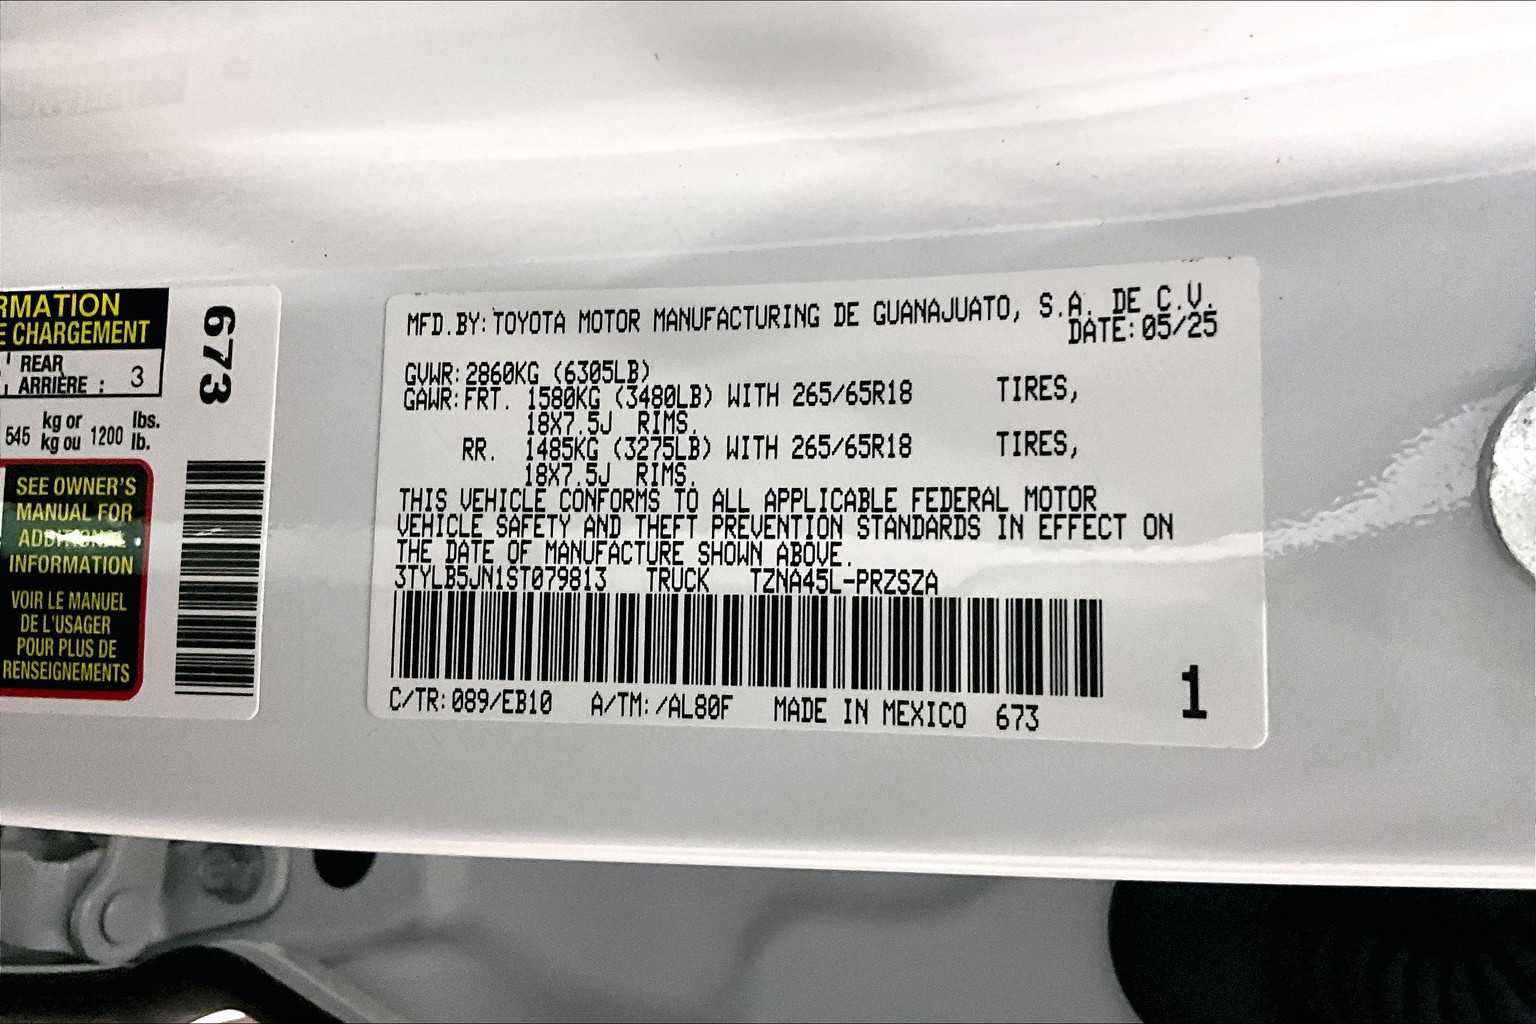 RMATION
E CHARGEMENT
REAR
ARRIÈRE : 3
545 kg or kg ou 1200 lbs. lb.
SEE OWNER'S
MANUAL FOR
ADDITIONAL
INFORMATION
VOIR LE MANUEL
DE L'USAGER
POUR PLUS DE
RENSEIGNEMENTS
673
MFD.BY:TOYOTA MOTOR MANUFACTURING DE GUANAJUATO, S.A. DE C.V.
DATE:05/25
GVWR:2860KG (6305LB)
GAWR:FRT. 1580KG (3480LB) WITH 265/65R18 TIRES,
18X7.5J RIMS.
RR. 1485KG (3275LB) WITH 265/65R18 TIRES,
18X7.5J RIMS.
THIS VEHICLE CONFORMS TO ALL APPLICABLE FEDERAL MOTOR
VEHICLE SAFETY AND THEFT PREVENTION STANDARDS IN EFFECT ON
THE DATE OF MANUFACTURE SHOWN ABOVE.
3TYLB5JN1ST079813 TRUCK TZNA45L-PRZSZA
C/TR:089/EB10 A/TM:/AL80F MADE IN MEXICO 673
1